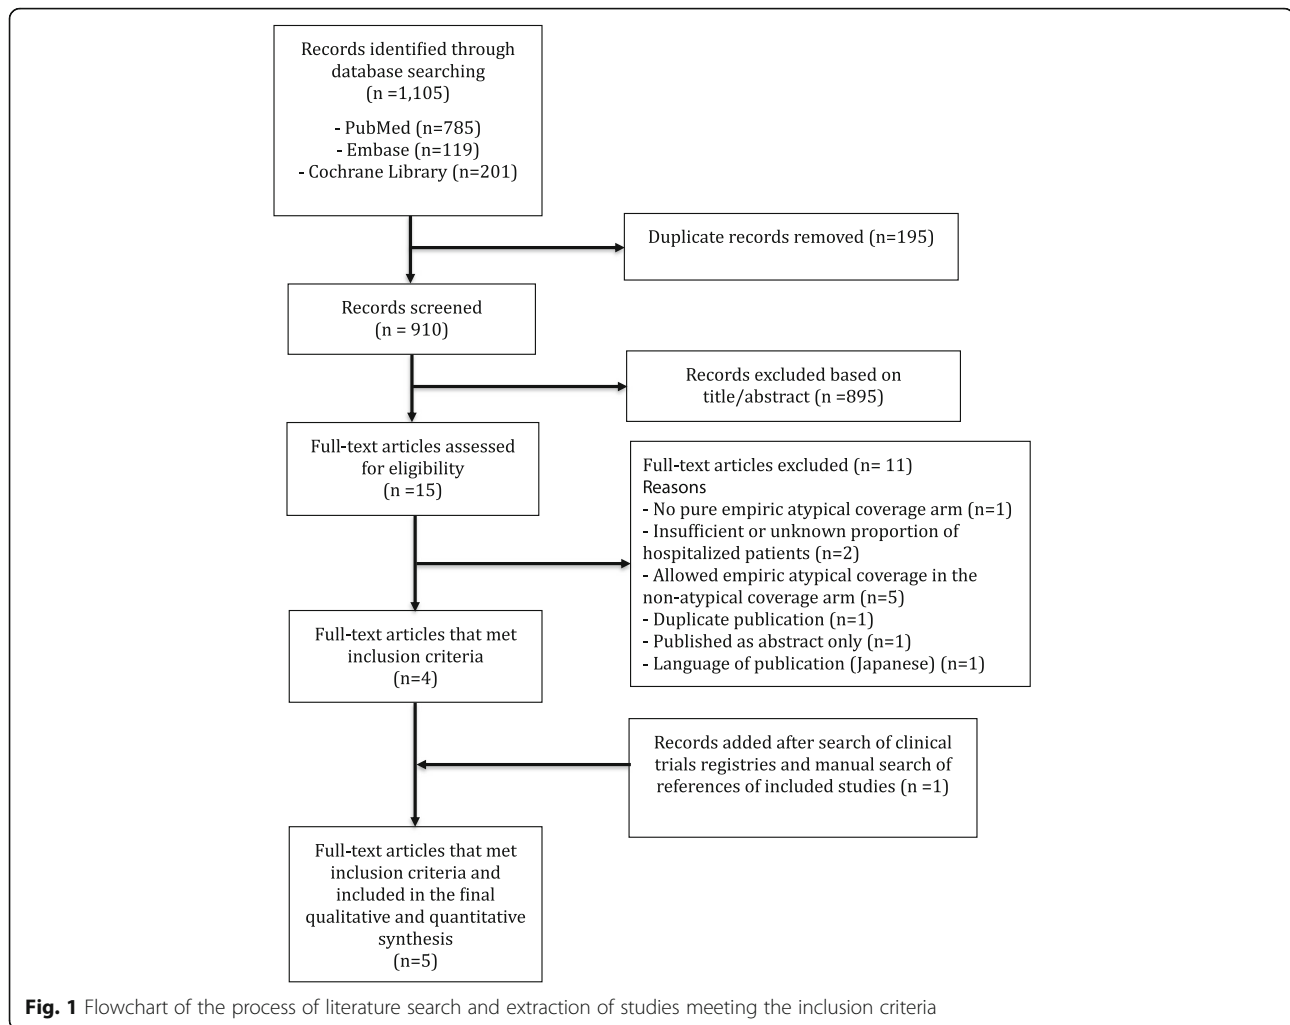 Records identified through
database searching
(n =1,105)
- PubMed (n=785)
- Embase (n=119)
- Cochrane Library (n=201)
Duplicate records removed (n=195)
Records screened
(n = 910)
Records excluded based on
title/abstract (n =895)
Full-text articles assessed
for eligibility
(n =15)
Full-text articles excluded (n= 11)
Reasons
- No pure empiric atypical coverage arm (n=1)
- Insufficient or unknown proportion of
hospitalized patients (n=2)
- Allowed empiric atypical coverage in the
non-atypical coverage arm (n=5)
- Duplicate publication (n=1)
- Published as abstract only (n=1)
- Language of publication (Japanese) (n=1)
Full-text articles that met
inclusion criteria
(n=4)
Records added after search of clinical
trials registries and manual search of
references of included studies (n =1)
Full-text articles that met
inclusion criteria and
included in the final
qualitative and quantitative
synthesis
(n=5)
Fig. 1 Flowchart of the process of literature search and extraction of studies meeting the inclusion criteria